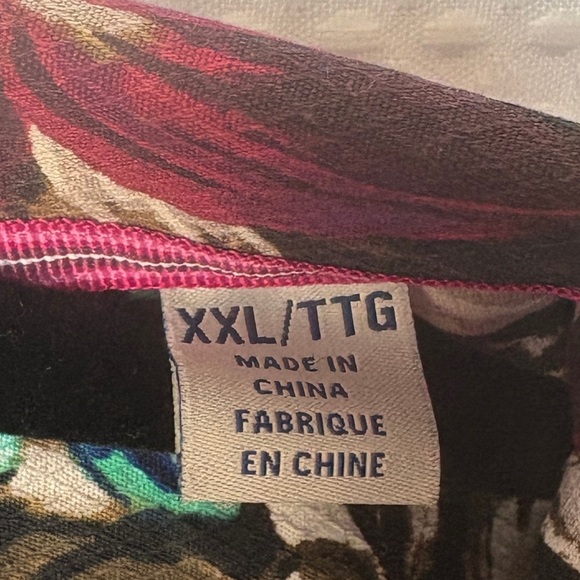 XXL/TTG
MADE IN
CHINA
FABRIQUE
EN CHINE